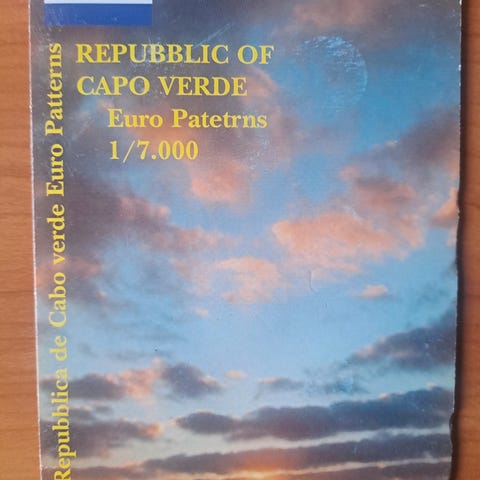 REPUBBLIC OF
CAPO VERDE
Euro Patetrns
1/7.000
Repubblica de Cabo verde Euro Patterns